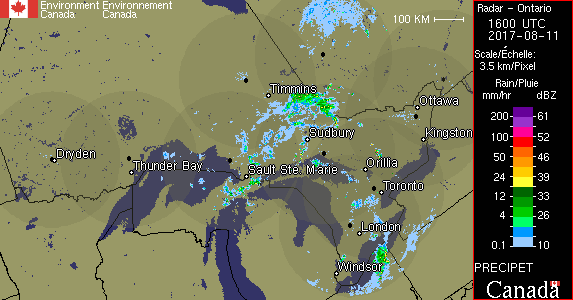 Environment Environnement
Canada Canada
Radar - Ontario
1600 UTC
2017-08-11
100 KM
Scale/Échelle:
3.5 km/Pixel
Rain/Pluie
mm/hr dBZ
200 61
100 52
50 46
24 39
12 33
4 26
0.1 10
Timmins
Ottawa
Sudbury
Kingston
Dryden
Thunder Bay
Sault Ste. Marie
Orillia
Toronto
London
Windsor
PRECIPET
Canada